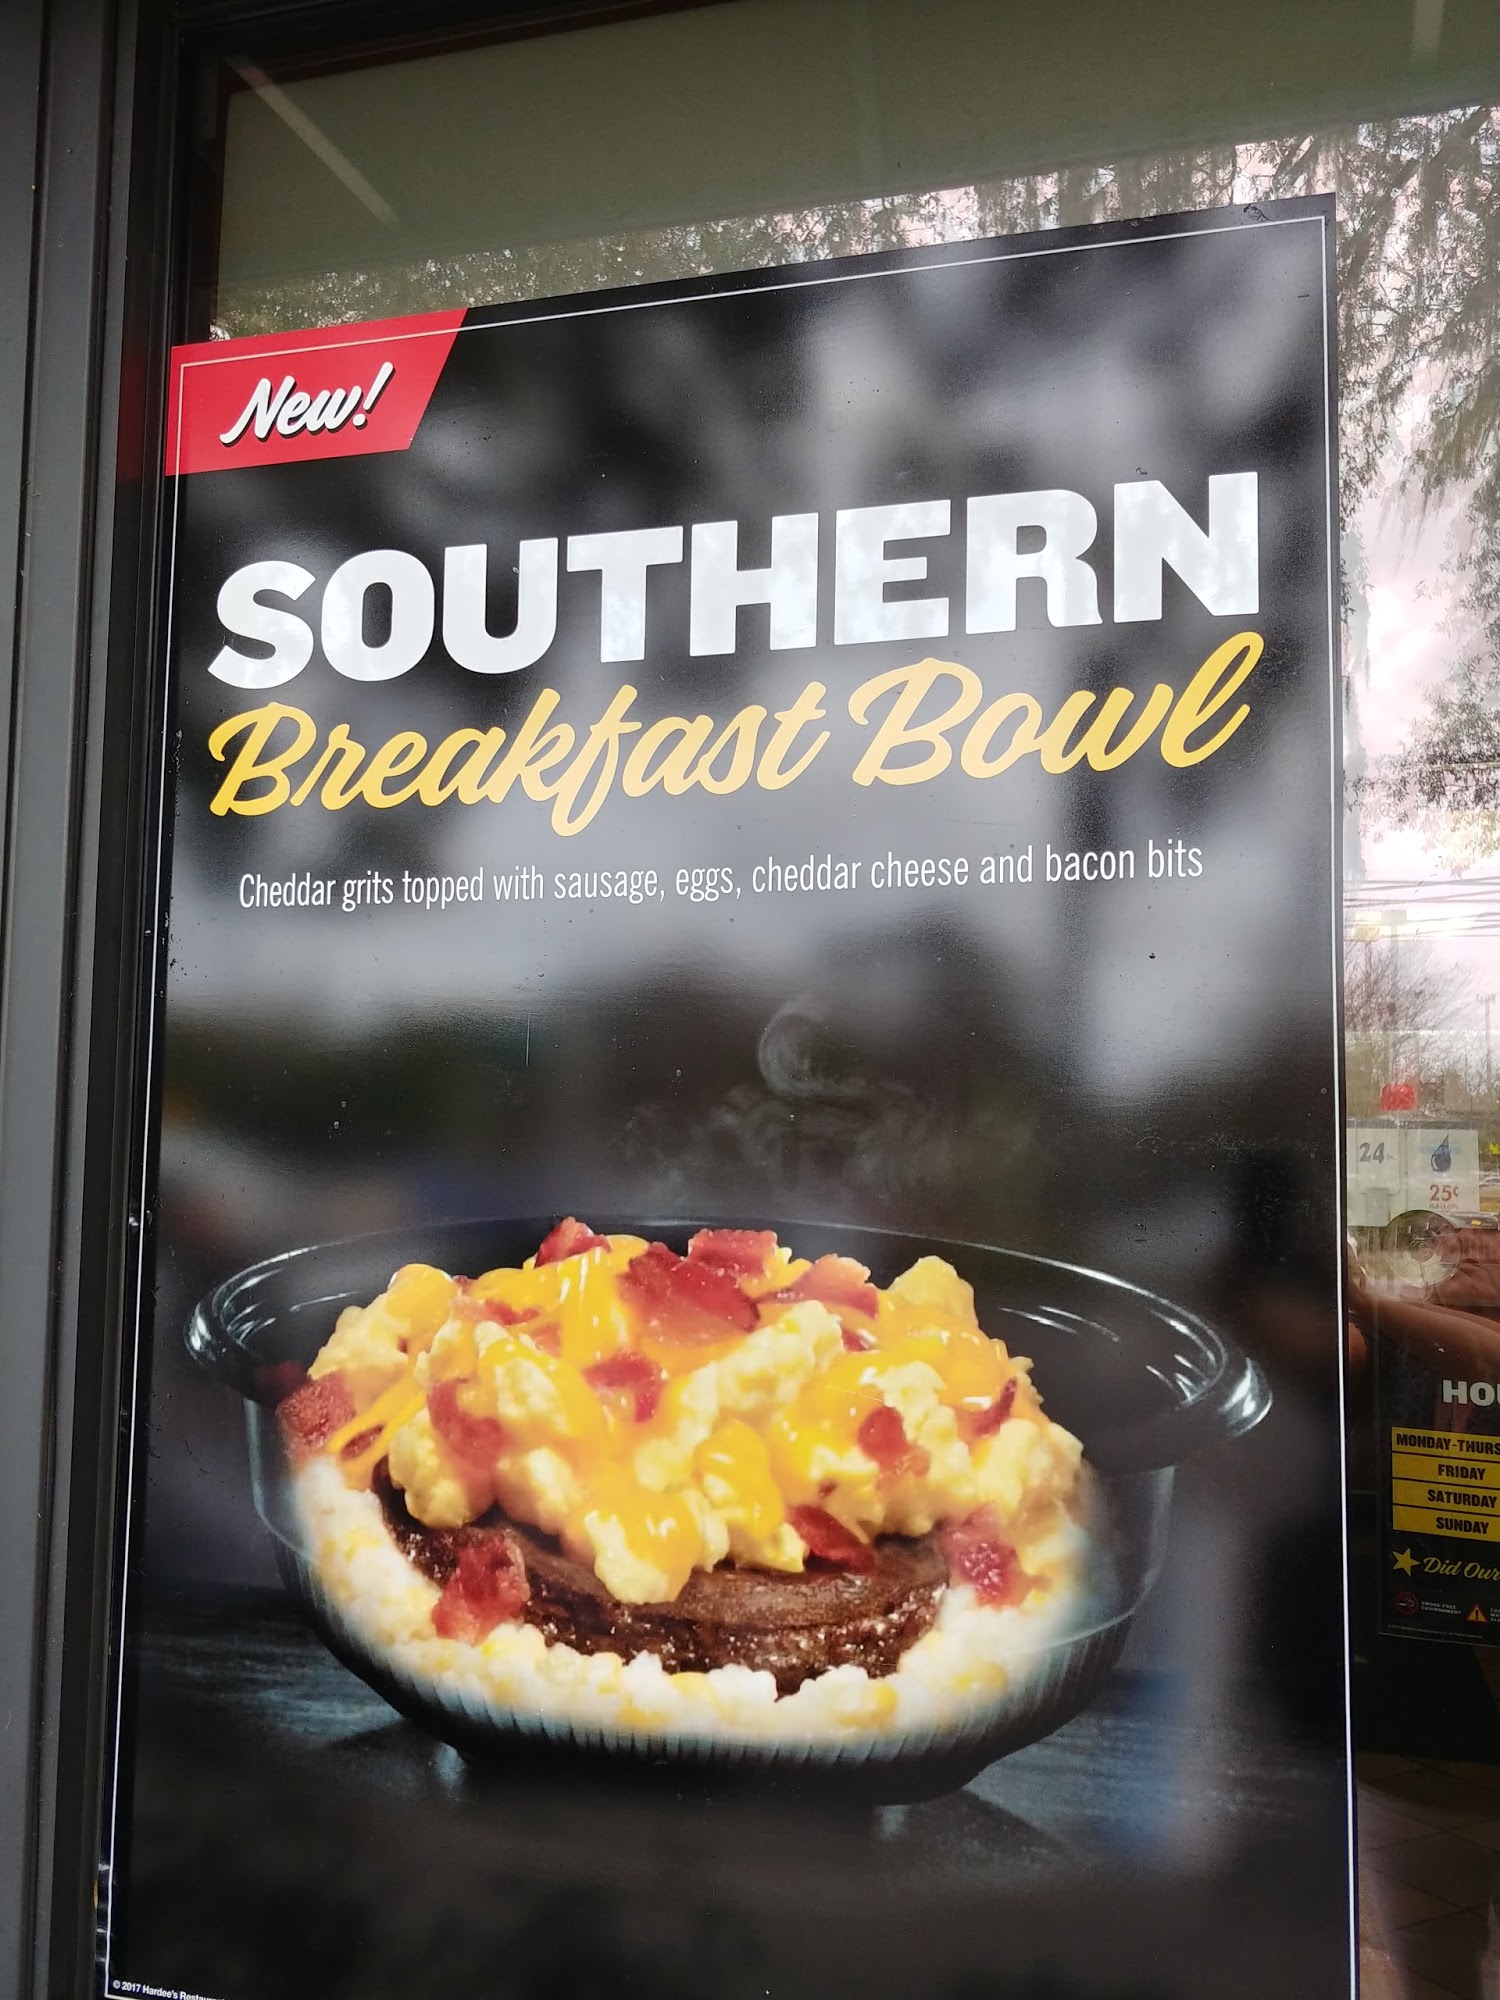 New!
SOUTHERN
Breakfast Bowl
Cheddar grits topped with sausage, eggs, cheddar cheese and bacon bits
24
25¢
MONDAY-THURS
FRIDAY
SATURDAY
SUNDAY
Did Our
© 2017 Hardee's